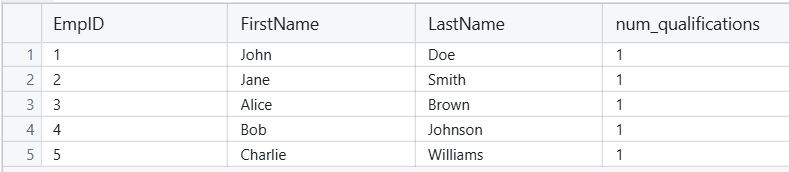 EmpID FirstName LastName num_qualifications
1 1 John Doe 1
2 2 Jane Smith 1
3 3 Alice Brown 1
4 4 Bob Johnson 1
5 5 Charlie Williams 1